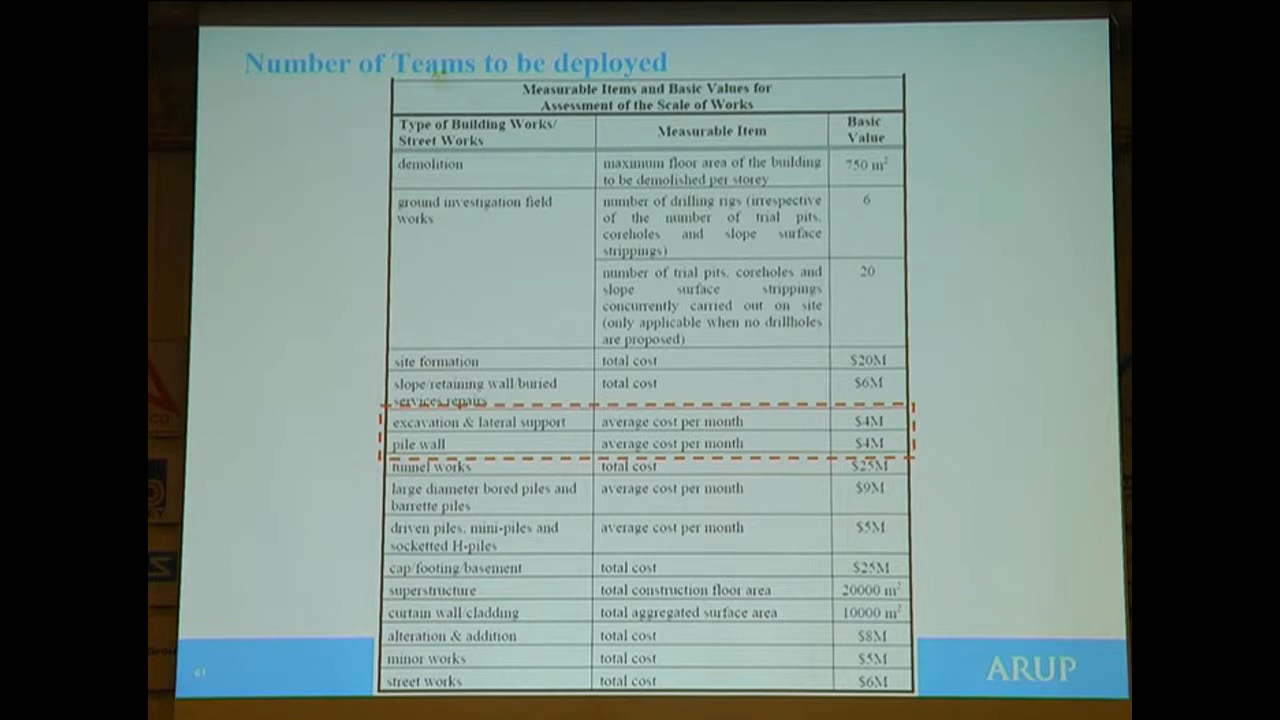 Number of Teams to be deployed
Measurable Items and Basic Values for
Assessment of the Scale of Works
Type of Building Works/
Street Works
Measurable Item
Basic
Value
demolition
maximum floor area of the building
to be demolished per storey
750 m²
ground investigation field
works
number of drilling rigs (irrespective
of the number of trial pits,
coreholes and slope surface
strippings)
6
number of trial pits, coreholes and
slope surface strippings
concurrently carried out on site
(only applicable when no drillholes
are proposed)
20
site formation
total cost
$20M
slope/retaining wall/buried
services repairs
total cost
$6M
excavation & lateral support
average cost per month
$4M
pile wall
average cost per month
$4M
tunnel works
total cost
$25M
large diameter bored piles and
barrette piles
average cost per month
$9M
driven piles, mini-piles and
socketted H-piles
average cost per month
$5M
cap/footing/basement
total cost
$25M
superstructure
total construction floor area
20000 m²
curtain wall/cladding
total aggregated surface area
10000 m²
alteration & addition
total cost
$8M
minor works
total cost
$5M
street works
total cost
$6M
61
ARUP